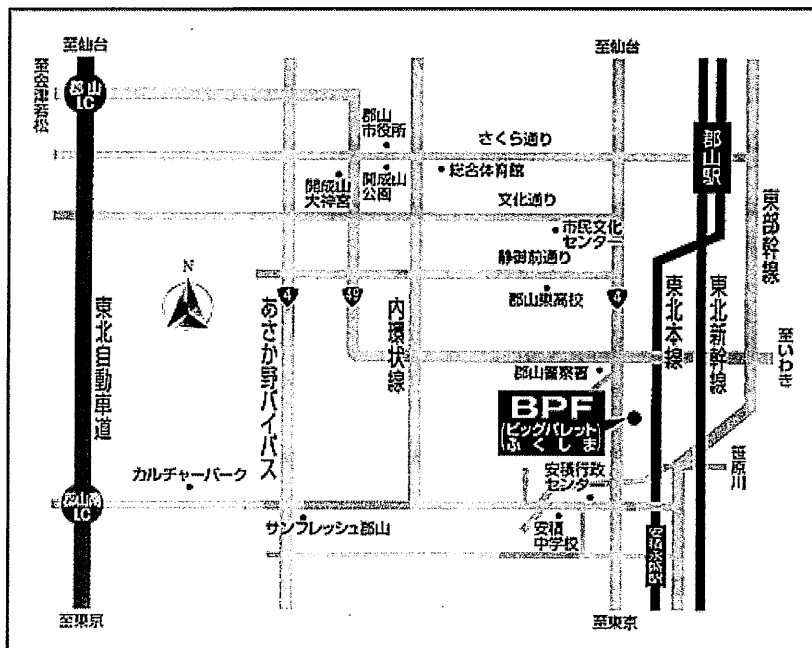 至仙台
至仙台
至会津若松
郡山
I.C
郡山
市役所
さくら通り
郡山駅
開成山
大神宮
開成山
公園
総合体育館
文化通り
市民文化
センター
東部幹線
静御前通り
N
4
49
4
郡山東高校
東北自動車道
あさか野バイパス
内環状線
東北本線
東北新幹線
至いわき
郡山警察署
BPF
(ビッグパレット
ふくしま)
笹原川
カルチャーパーク
安積行政
センター
郡山南
I.C
サンフレッシュ郡山
安積
中学校
安積永盛駅
至東京
至東京